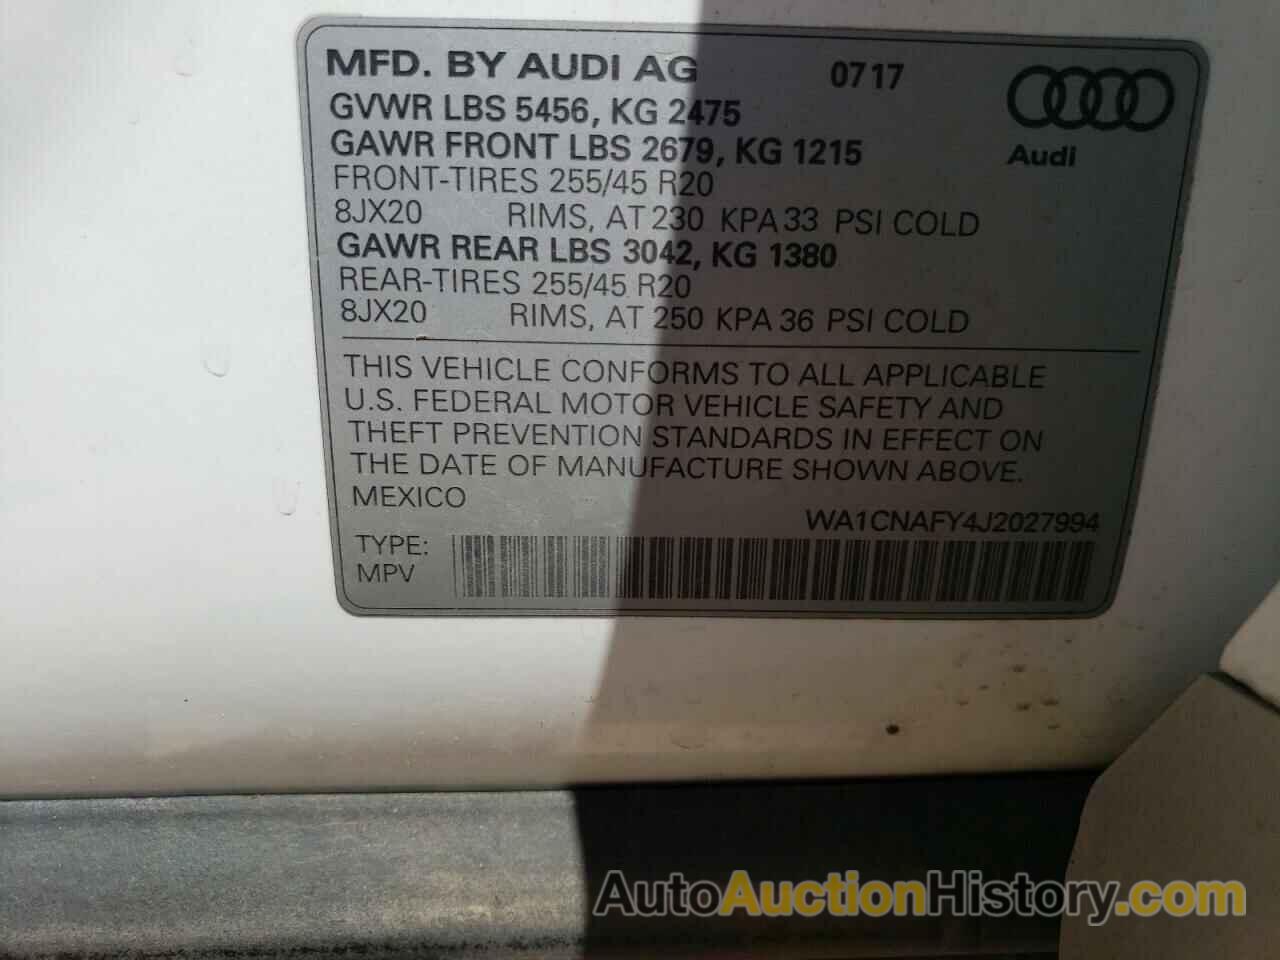 MFD. BY AUDI AG 0717
GVWR LBS 5456, KG 2475
GAWR FRONT LBS 2679, KG 1215
Audi
FRONT-TIRES 255/45 R20
8JX20 RIMS, AT 230 KPA 33 PSI COLD
GAWR REAR LBS 3042, KG 1380
REAR-TIRES 255/45 R20
8JX20 RIMS, AT 250 KPA 36 PSI COLD
THIS VEHICLE CONFORMS TO ALL APPLICABLE
U.S. FEDERAL MOTOR VEHICLE SAFETY AND
THEFT PREVENTION STANDARDS IN EFFECT ON
THE DATE OF MANUFACTURE SHOWN ABOVE.
MEXICO
WA1CNAFY4J2027994
TYPE:
MPV
AutoAuctionHistory.com